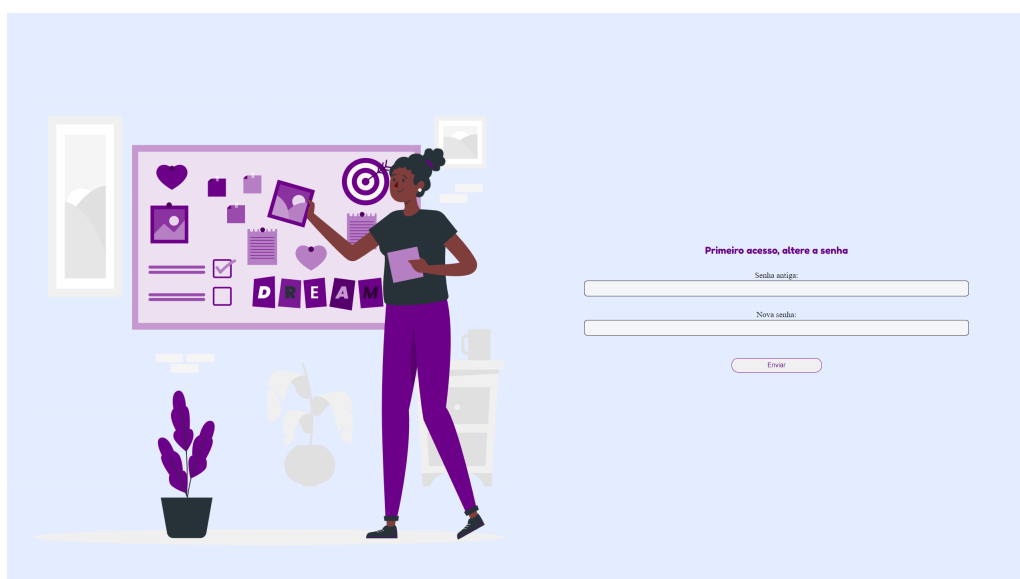 DREAM
Primeiro acesso, altere a senha
Senha antiga:
Nova senha:
Enviar